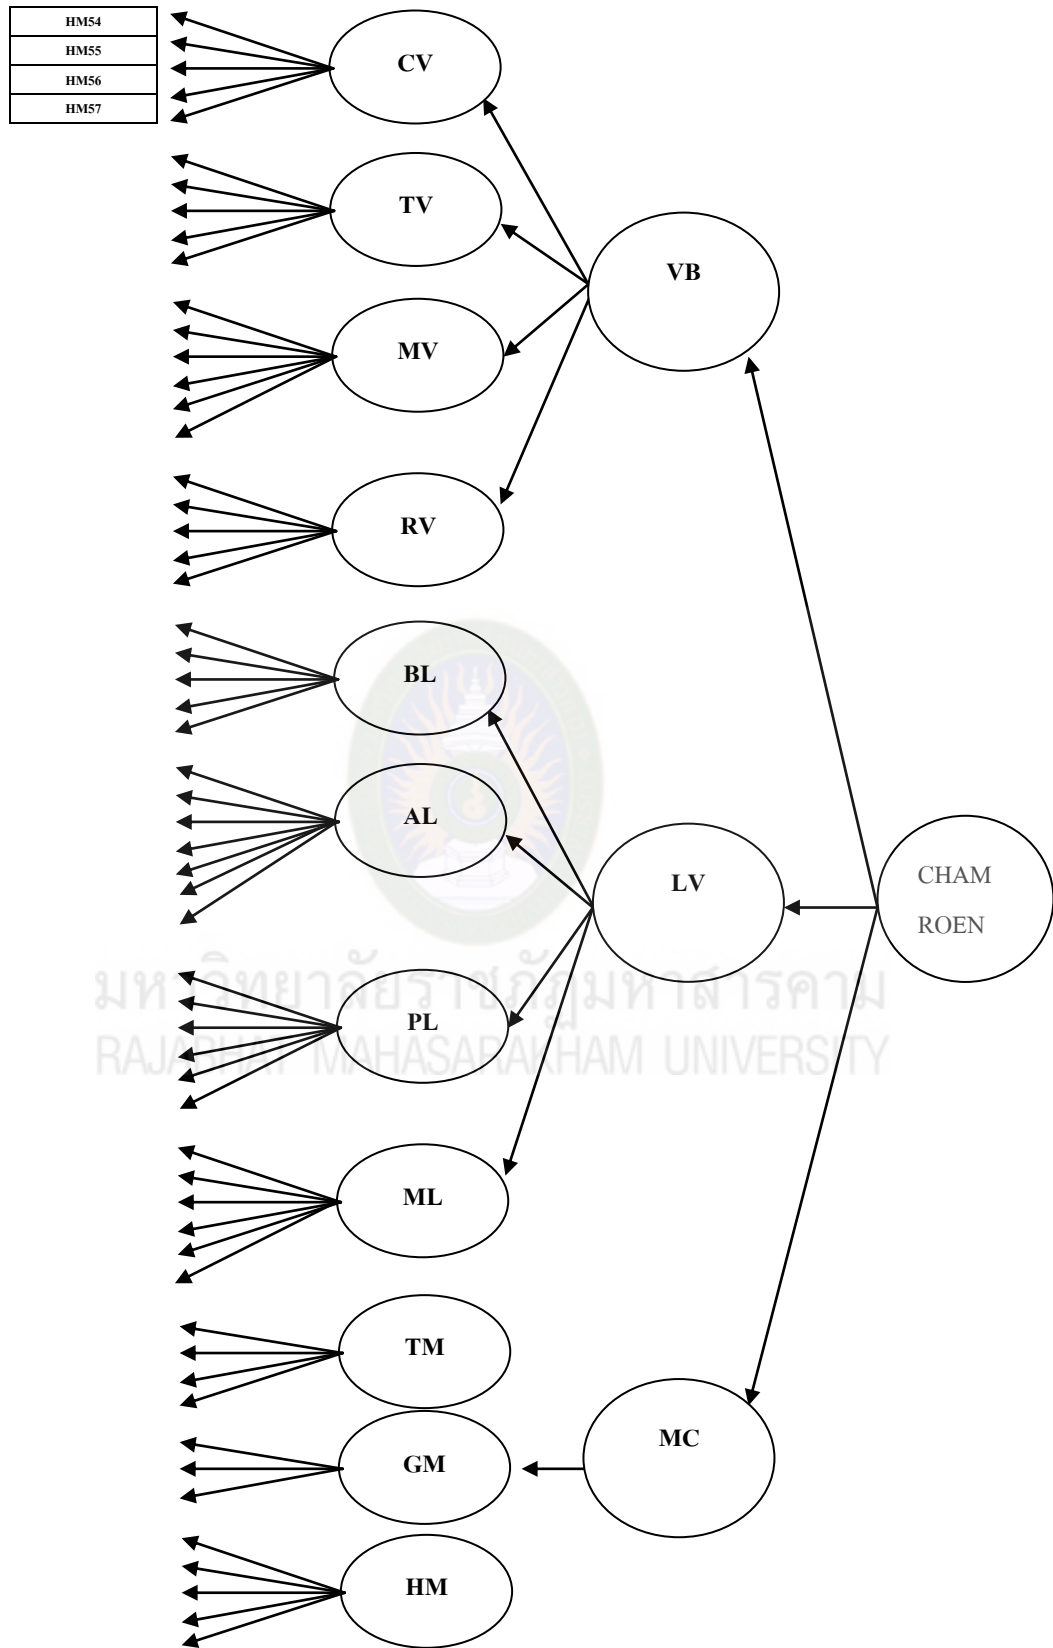 HM54
HM55
HM56
HM57
CV
TV
VB
MV
RV
BL
AL
LV
CHAM
ROEN
มหาวิทยาลัยราชภัฏมหาสารคาม
PL
RAJABHAT MAHASARAKHAM UNIVERSITY
ML
TM
MC
GM
HM